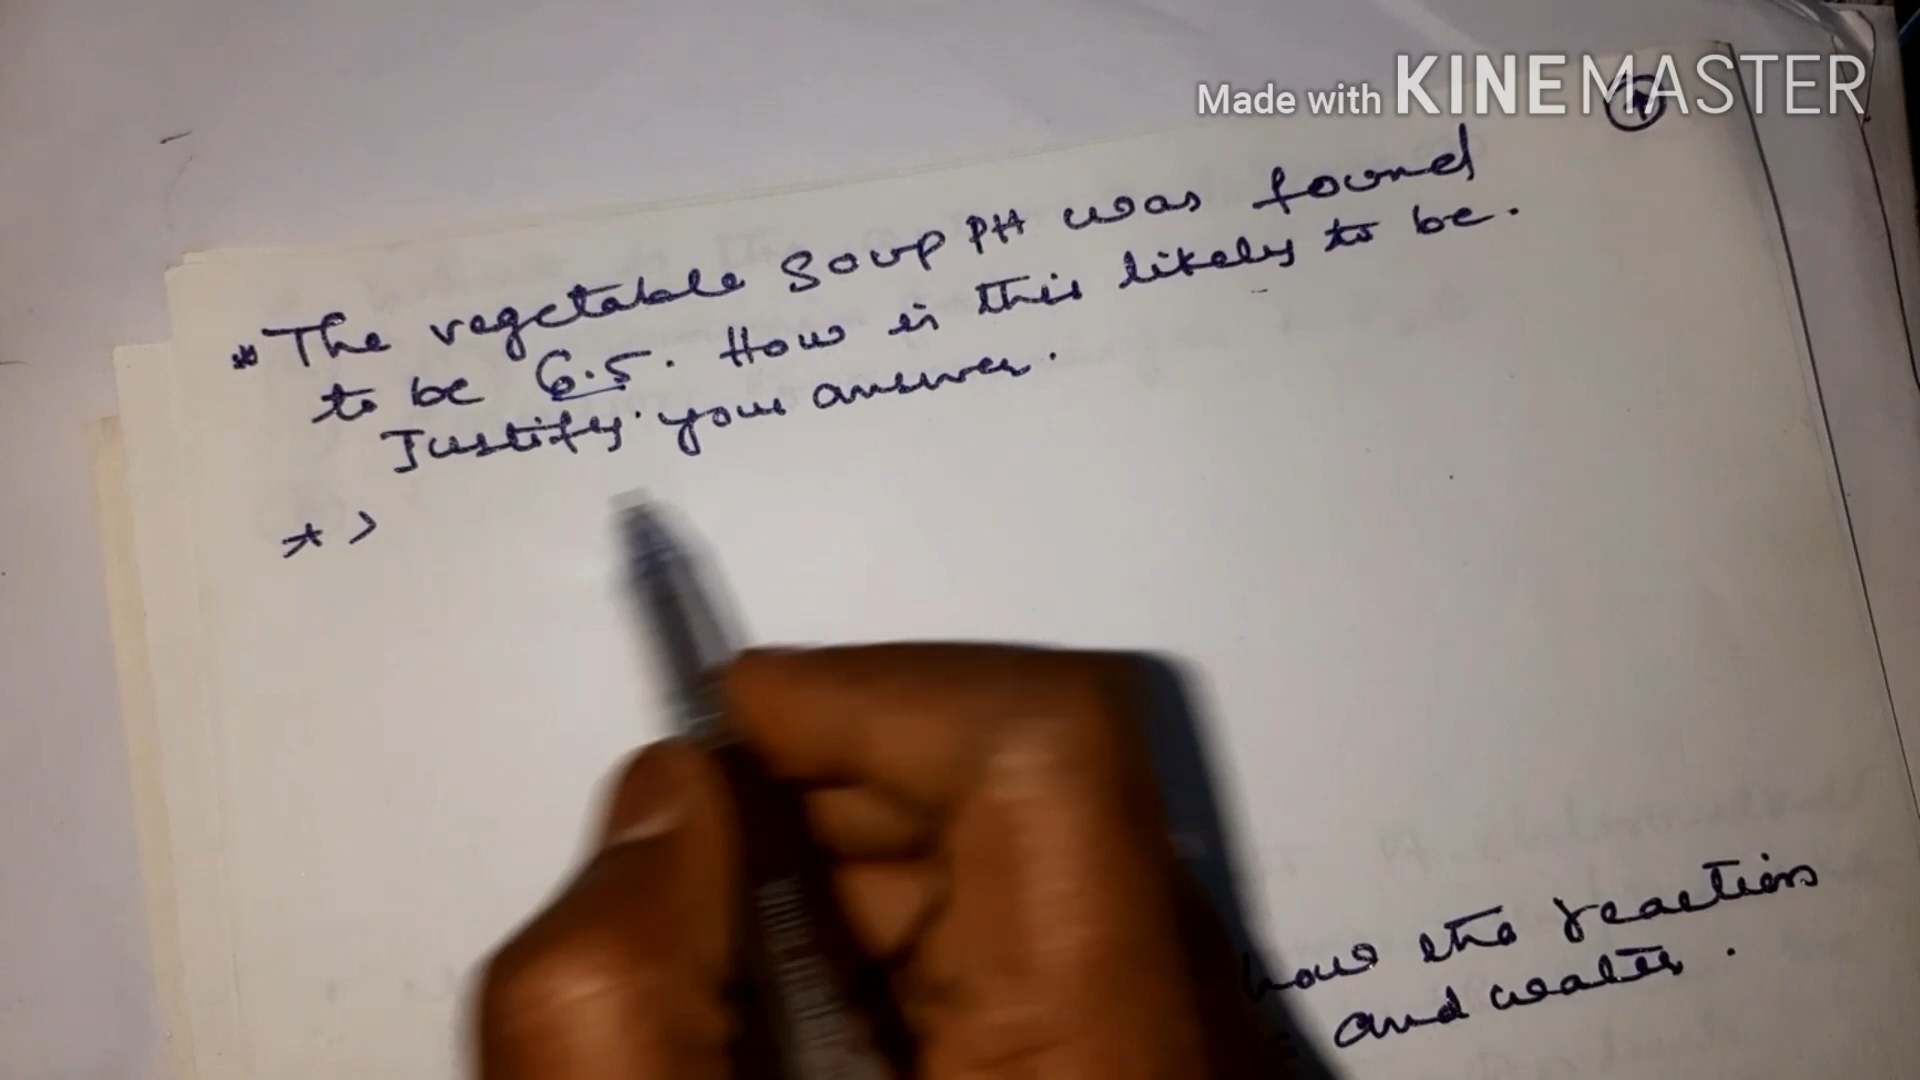 Made with KINEMASTER
* The vegetable Soup PH was found
to be 6.5. How is this likely to be.
Justify your answer.
* >
how the reaction
and water.